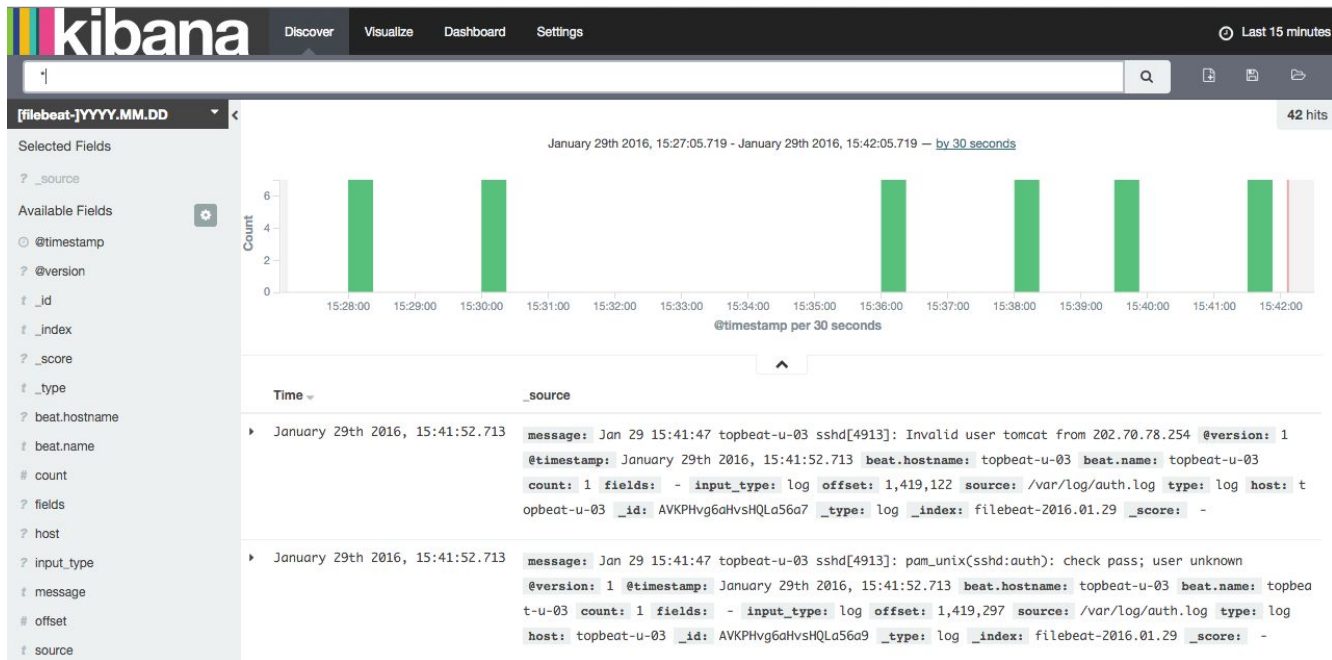 kibana Discover Visualize Dashboard Settings Last 15 minutes
*
[filebeat-]YYYY.MM.DD
42 hits
Selected Fields
? _source
Available Fields
@timestamp
? @version
t _id
t _index
? _score
t _type
? beat.hostname
t beat.name
# count
? fields
? host
? input_type
t message
# offset
t source
January 29th 2016, 15:27:05.719 - January 29th 2016, 15:42:05.719 — by 30 seconds
Count
6
4
2
0
15:28:00 15:29:00 15:30:00 15:31:00 15:32:00 15:33:00 15:34:00 15:35:00 15:36:00 15:37:00 15:38:00 15:39:00 15:40:00 15:41:00 15:42:00
@timestamp per 30 seconds
Time _source
January 29th 2016, 15:41:52.713 message: Jan 29 15:41:47 topbeat-u-03 sshd[4913]: Invalid user tomcat from 202.70.78.254 @version: 1
@timestamp: January 29th 2016, 15:41:52.713 beat.hostname: topbeat-u-03 beat.name: topbeat-u-03
count: 1 fields: - input_type: log offset: 1,419,122 source: /var/log/auth.log type: log host: t
opbeat-u-03 _id: AVKPHvg6aHvsHQLa56a7 _type: log _index: filebeat-2016.01.29 _score: -
January 29th 2016, 15:41:52.713 message: Jan 29 15:41:47 topbeat-u-03 sshd[4913]: pam_unix(sshd:auth): check pass; user unknown
@version: 1 @timestamp: January 29th 2016, 15:41:52.713 beat.hostname: topbeat-u-03 beat.name: topbea
t-u-03 count: 1 fields: - input_type: log offset: 1,419,297 source: /var/log/auth.log type: log
host: topbeat-u-03 _id: AVKPHvg6aHvsHQLa56a9 _type: log _index: filebeat-2016.01.29 _score: -